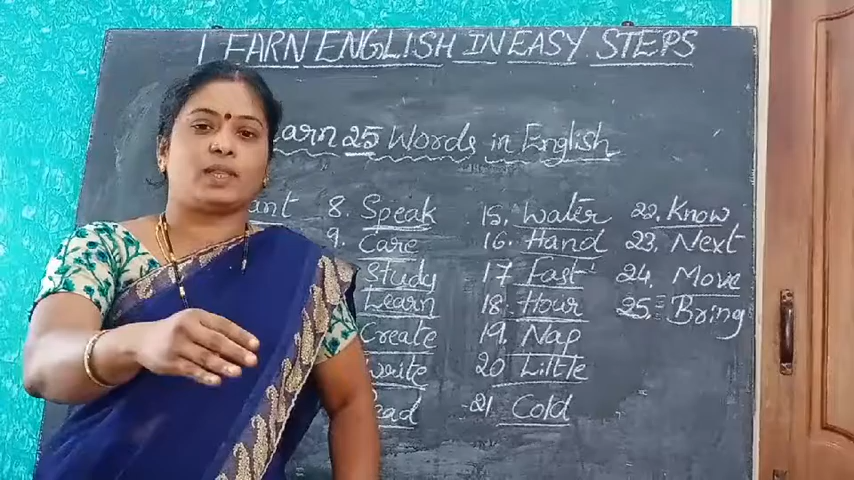 LEARN ENGLISH IN EASY STEPS
Learn 25 Words in English
8. Speak
9. Care
Study
Learn
Create
Write
15. Water
16. Hand
17 Fast
18. Hour
19. Nap
20. Little
21 Cold
22. Know
23. Next
24. Move
25. Bring